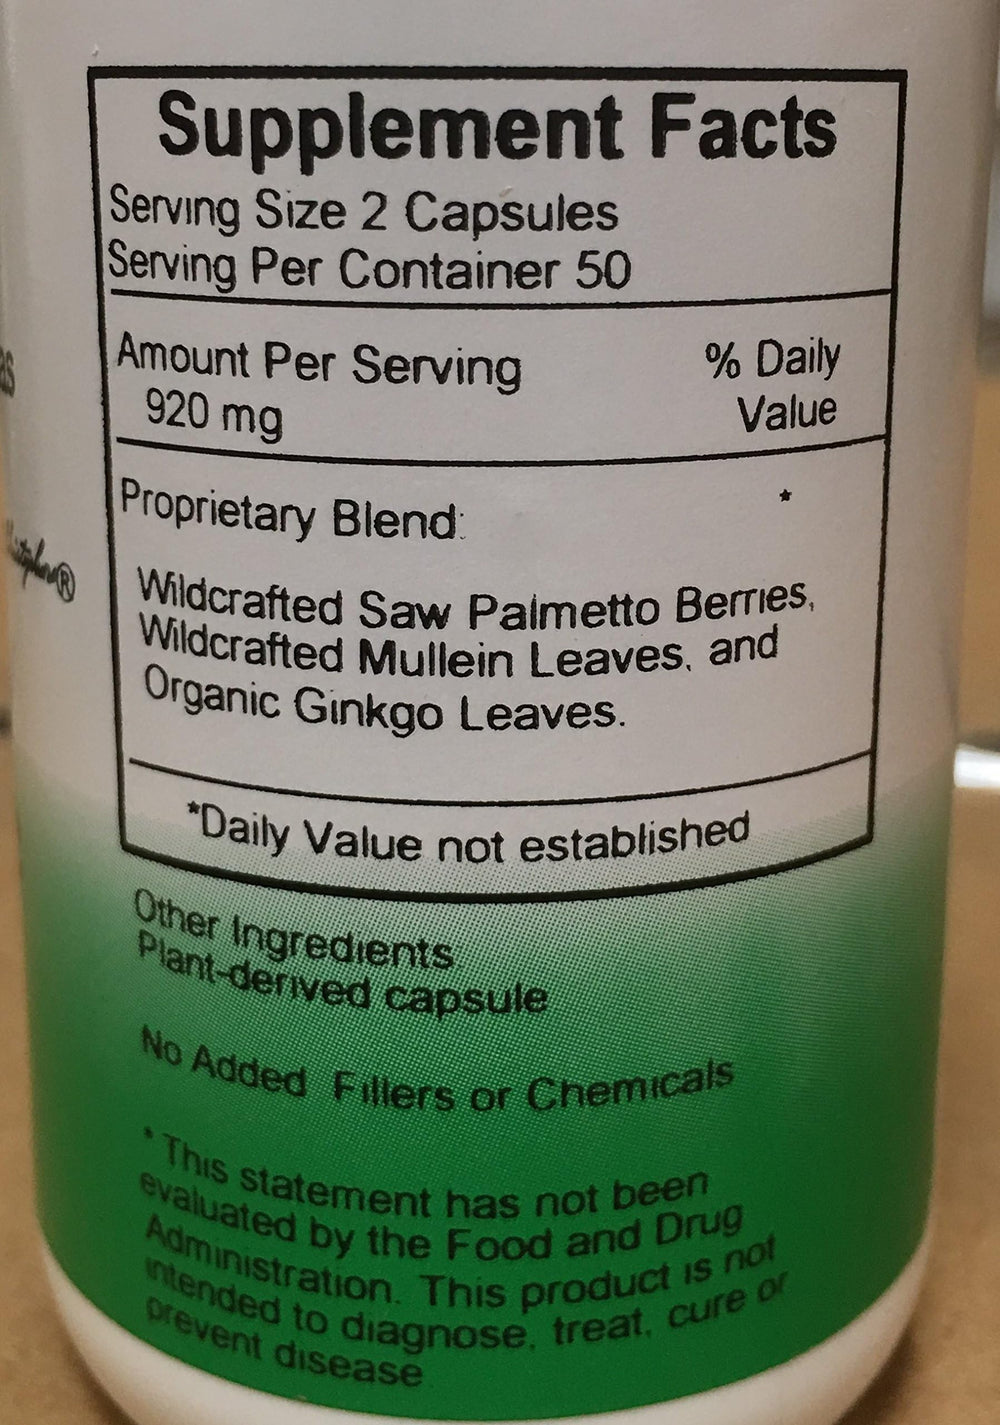 Supplement Facts
Serving Size 2 Capsules
Serving Per Container 50
Amount Per Serving
920 mg
% Daily
Value
Proprietary Blend:
*
Wildcrafted Saw Palmetto Berries,
Wildcrafted Mullein Leaves, and
Organic Ginkgo Leaves.
*Daily Value not established
Other Ingredients
Plant-derived capsule
No Added Fillers or Chemicals
* This statement has not been
evaluated by the Food and Drug
Administration. This product is not
intended to diagnose, treat, cure or
prevent disease